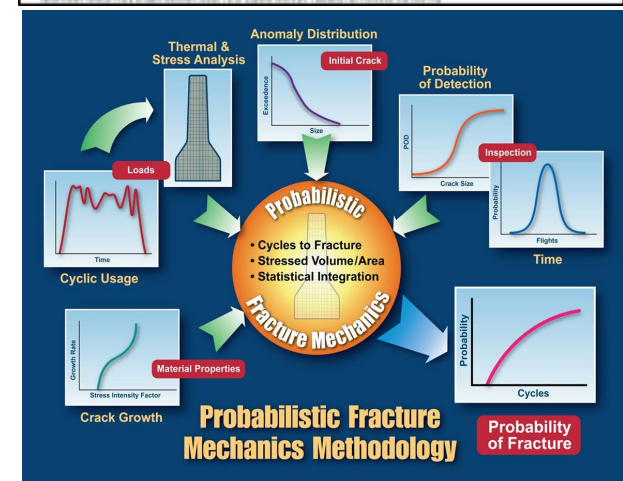 Anomaly Distribution
Thermal &
Stress Analysis
Initial Crack
Exceedence
Size
Probability
of Detection
POD
Crack Size
Inspection
Probability
Flights
Time
Loads
Time
Cyclic Usage
Probabilistic
• Cycles to Fracture
• Stressed Volume/Area
• Statistical Integration
Fracture Mechanics
Growth Rate
Stress Intensity Factor
Material Properties
Crack Growth
Probability
Cycles
Probability
of Fracture
Probabilistic Fracture
Mechanics Methodology